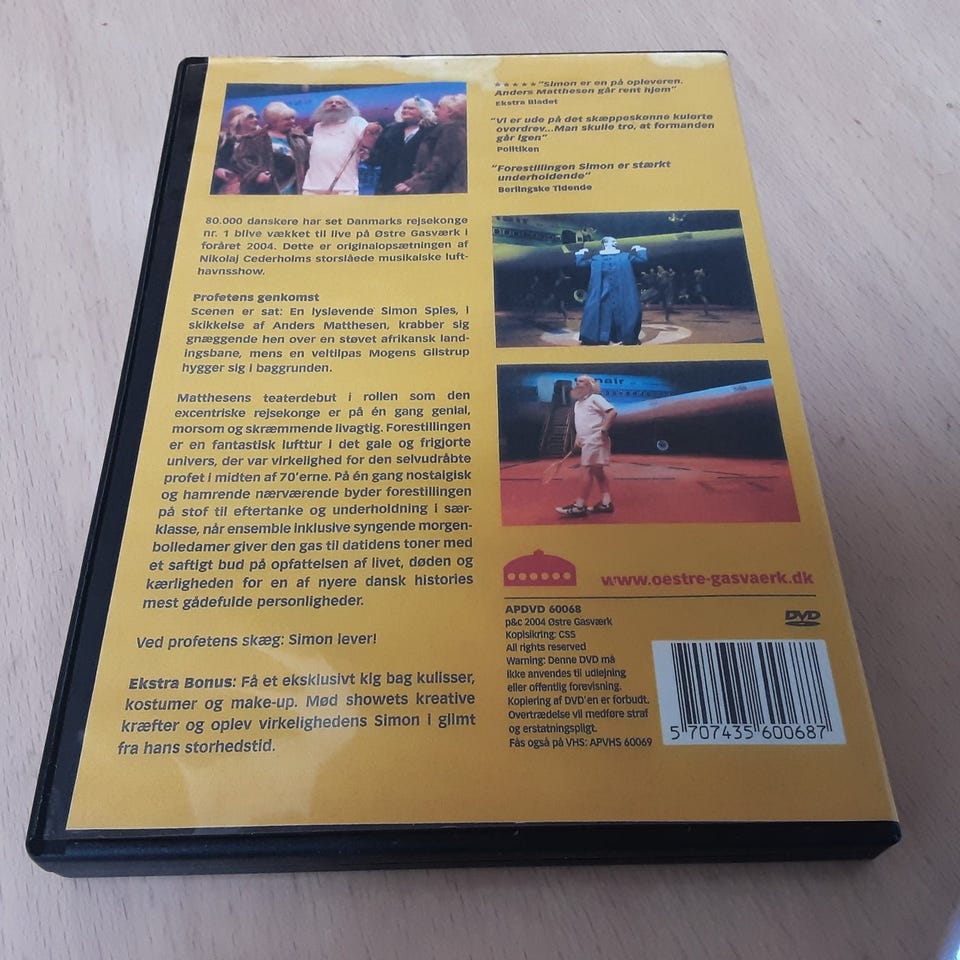 80.000 danskere har set Danmarks rejsekonge
nr. 1 blive vækket til live på Østre Gasværk i
foråret 2004. Dette er originalopsætningen af
Nikolaj Cederholms storslåede musikalske luft-
havnsshow.
Profetens genkomst
Scenen er sat: En lyslevende Simon Spies, i
skikkelse af Anders Matthesen, krabber sig
gnæggende hen over en støvet afrikansk land-
ingsbane, mens en veltilpas Mogens Glistrup
hygger sig i baggrunden.
Matthesens teaterdebut i rollen som den
excentriske rejsekonge er på én gang genial,
morsom og skræmmende livagtig. Forestillingen
er en fantastisk lufttur i det gale og frigjorte
univers, der var virkelighed for den selvudråbte
profet i midten af 70'erne. På én gang nostalgisk
og hamrende nærværende byder forestillingen
på stof til eftertanke og underholdning i sær-
klasse, når ensemble inklusive syngende morgen-
bolledamer giver den gas til datidens toner med
et saftigt bud på opfattelsen af livet, døden og
kærligheden for en af nyere dansk histories
mest gådefulde personligheder.
Ved profetens skæg: Simon lever!
Ekstra Bonus: Få et eksklusivt kig bag kulisser,
kostumer og make-up. Mød showets kreative
kræfter og oplev virkelighedens Simon i glimt
fra hans storhedstid.
★★★★★"Simon er en på opleveren.
Anders Matthesen går rent hjem"
Ekstra Bladet
"Vi er ude på det skæppeskønne kulørte
overdrev...Man skulle tro, at formanden
går igen"
Politiken
"Forestillingen Simon er stærkt
underholdende"
Berlingske Tidende
www.oestre-gasvaerk.dk
APDVD 60068
p&c 2004 Østre Gasværk
Kopisikring: CSS
All rights reserved
Warning: Denne DVD må
ikke anvendes til udlejning
eller offentlig forevisning.
Kopiering af DVD'en er forbudt.
Overtrædelse vil medføre straf
og erstatningspligt.
Fås også på VHS: APVHS 60069
DVD
5 707435 600687